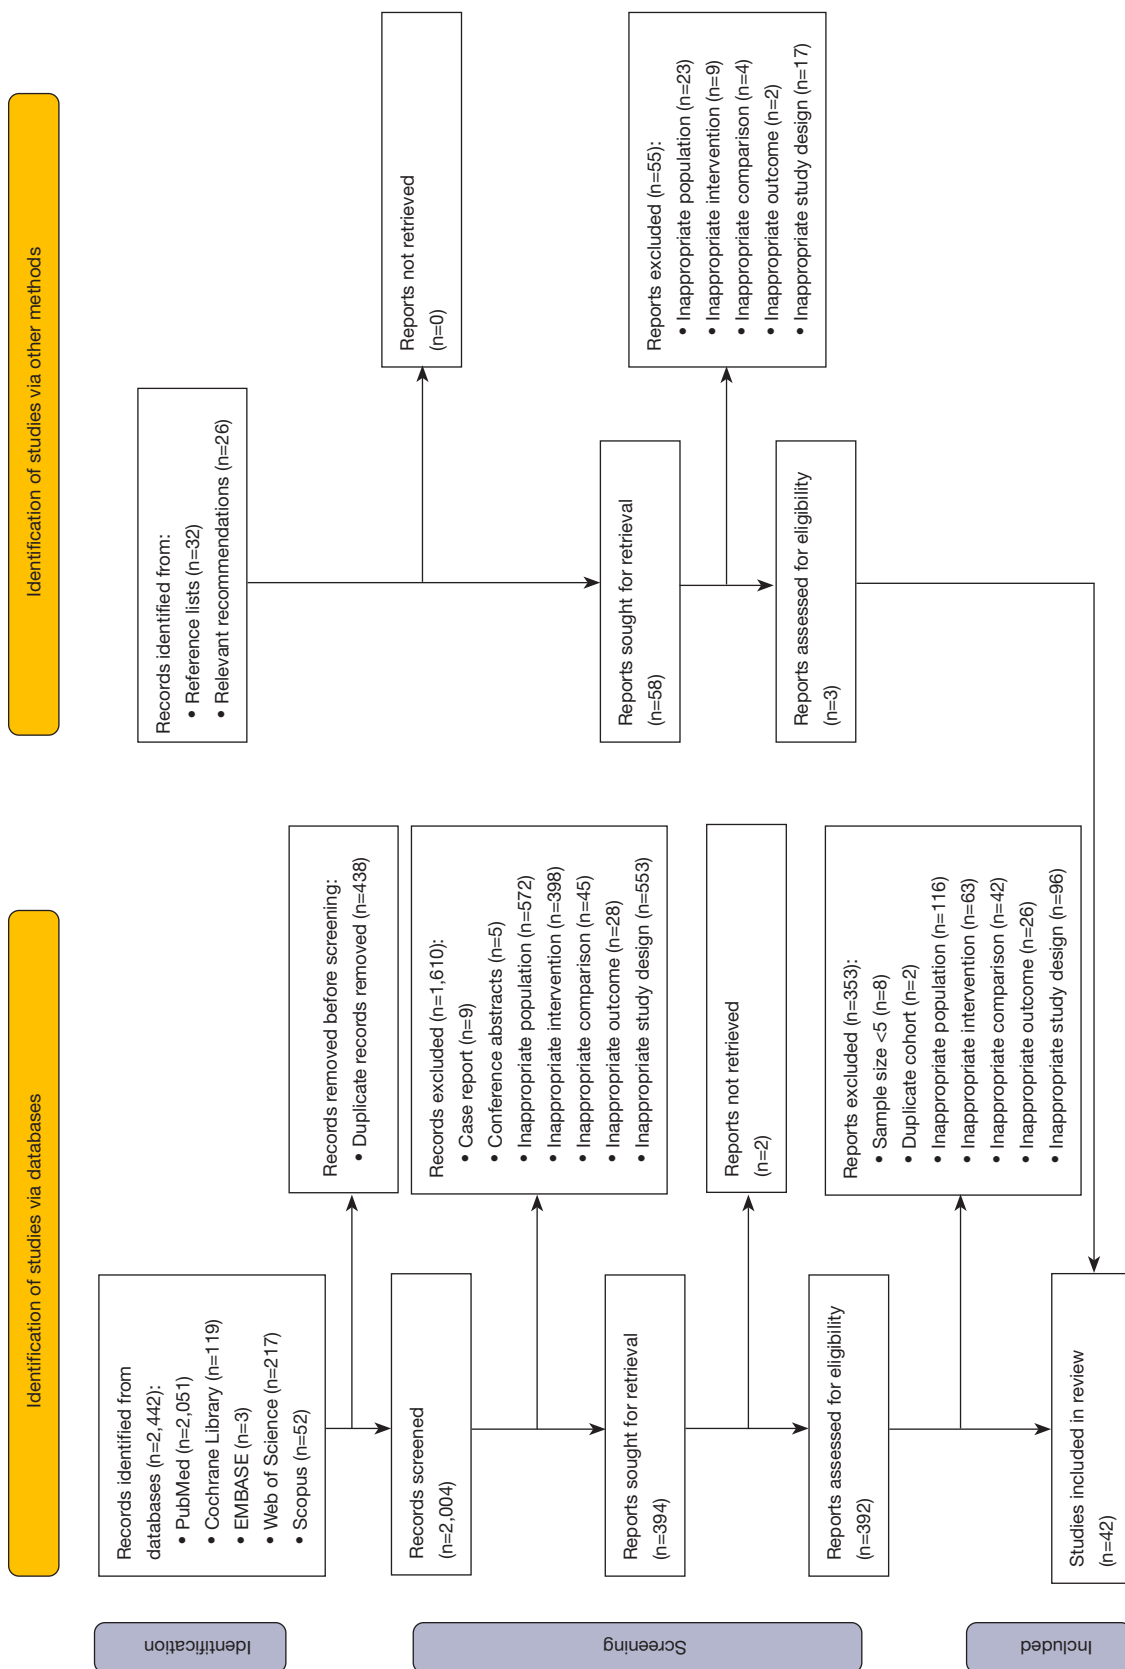 Identification of studies via databases
Identification of studies via other methods
Identification
Records identified from
databases (n=2,442):
• PubMed (n=2,051)
• Cochrane Library (n=119)
• EMBASE (n=3)
• Web of Science (n=217)
• Scopus (n=52)
Records removed before screening:
• Duplicate records removed (n=438)
Records identified from:
• Reference lists (n=32)
• Relevant recommendations (n=26)
Screening
Records screened
(n=2,004)
Records excluded (n=1,610):
• Case report (n=9)
• Conference abstracts (n=5)
• Inappropriate population (n=572)
• Inappropriate intervention (n=398)
• Inappropriate comparison (n=45)
• Inappropriate outcome (n=28)
• Inappropriate study design (n=553)
Reports not retrieved
(n=0)
Reports sought for retrieval
(n=394)
Reports not retrieved
(n=2)
Reports sought for retrieval
(n=58)
Reports excluded (n=55):
• Inappropriate population (n=23)
• Inappropriate intervention (n=9)
• Inappropriate comparison (n=4)
• Inappropriate outcome (n=2)
• Inappropriate study design (n=17)
Reports assessed for eligibility
(n=392)
Reports excluded (n=353):
• Sample size <5 (n=8)
• Duplicate cohort (n=2)
• Inappropriate population (n=116)
• Inappropriate intervention (n=63)
• Inappropriate comparison (n=42)
• Inappropriate outcome (n=26)
• Inappropriate study design (n=96)
Reports assessed for eligibility
(n=3)
Included
Studies included in review
(n=42)